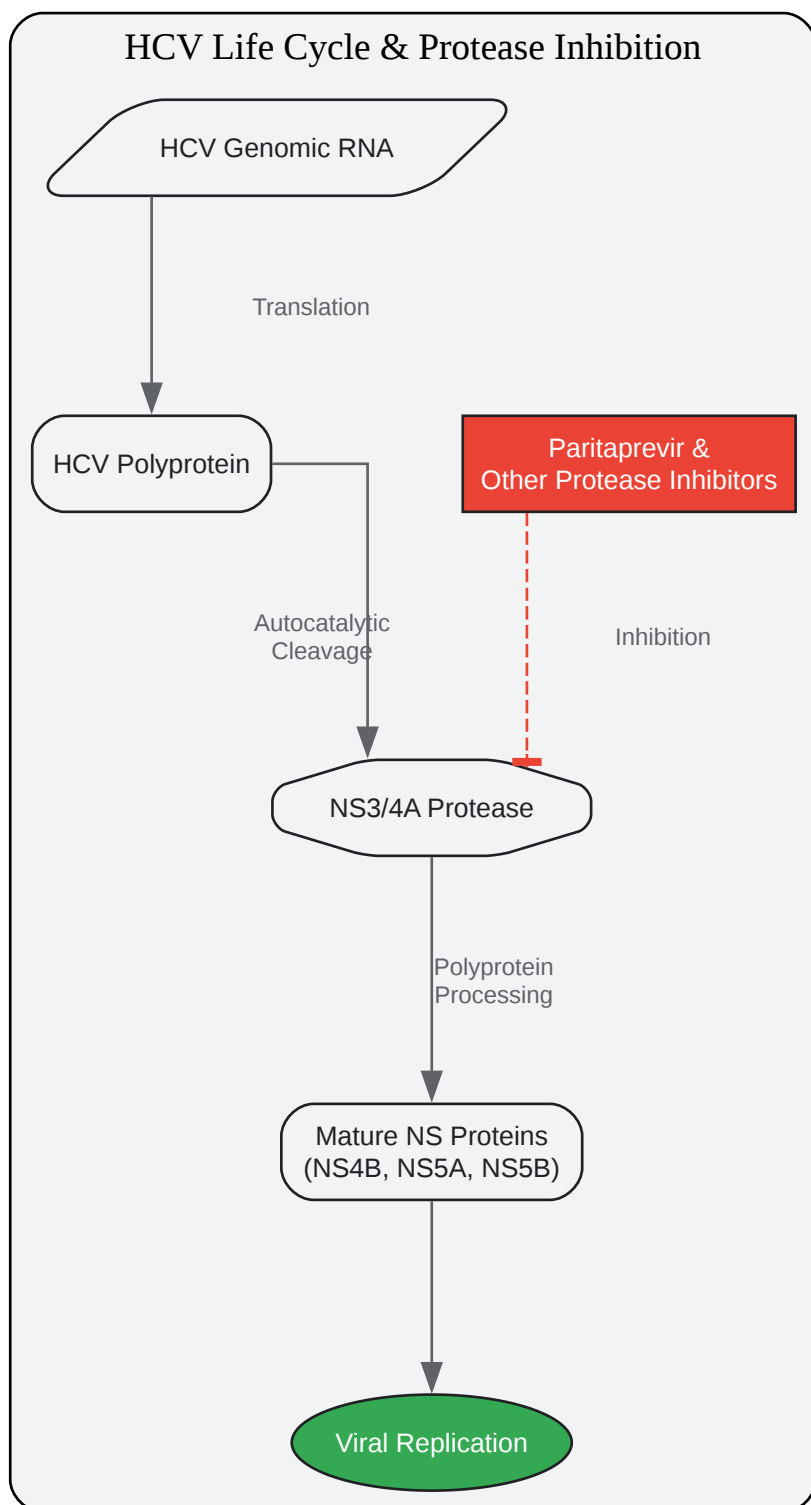 HCV Life Cycle & Protease Inhibition
HCV Genomic RNA
Translation
HCV Polyprotein
Paritaprevir &
Other Protease Inhibitors
Autocatalytic
Cleavage
Inhibition
NS3/4A Protease
Polyprotein
Processing
Mature NS Proteins
(NS4B, NS5A, NS5B)
Viral Replication